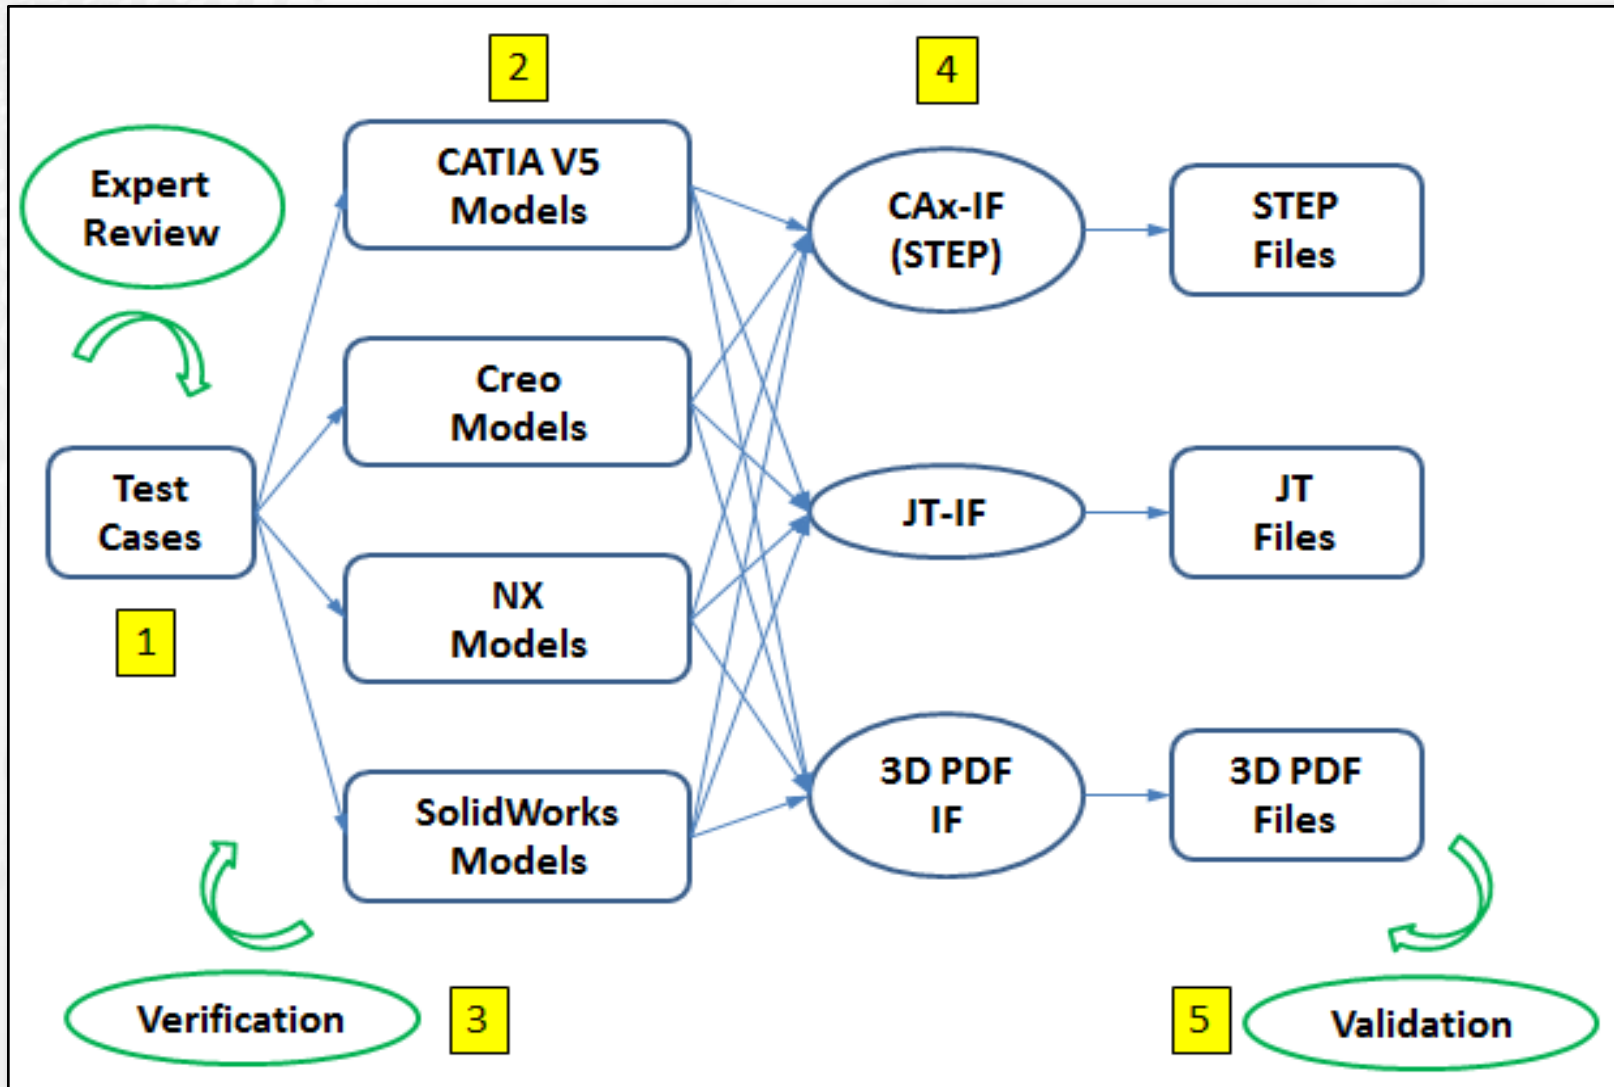 2
4
Expert
Review
CATIA V5
Models
CAx-IF
(STEP)
STEP
Files
Creo
Models
Test
Cases
JT-IF
JT
Files
1
NX
Models
SolidWorks
Models
3D PDF
IF
3D PDF
Files
Verification
3
5
Validation